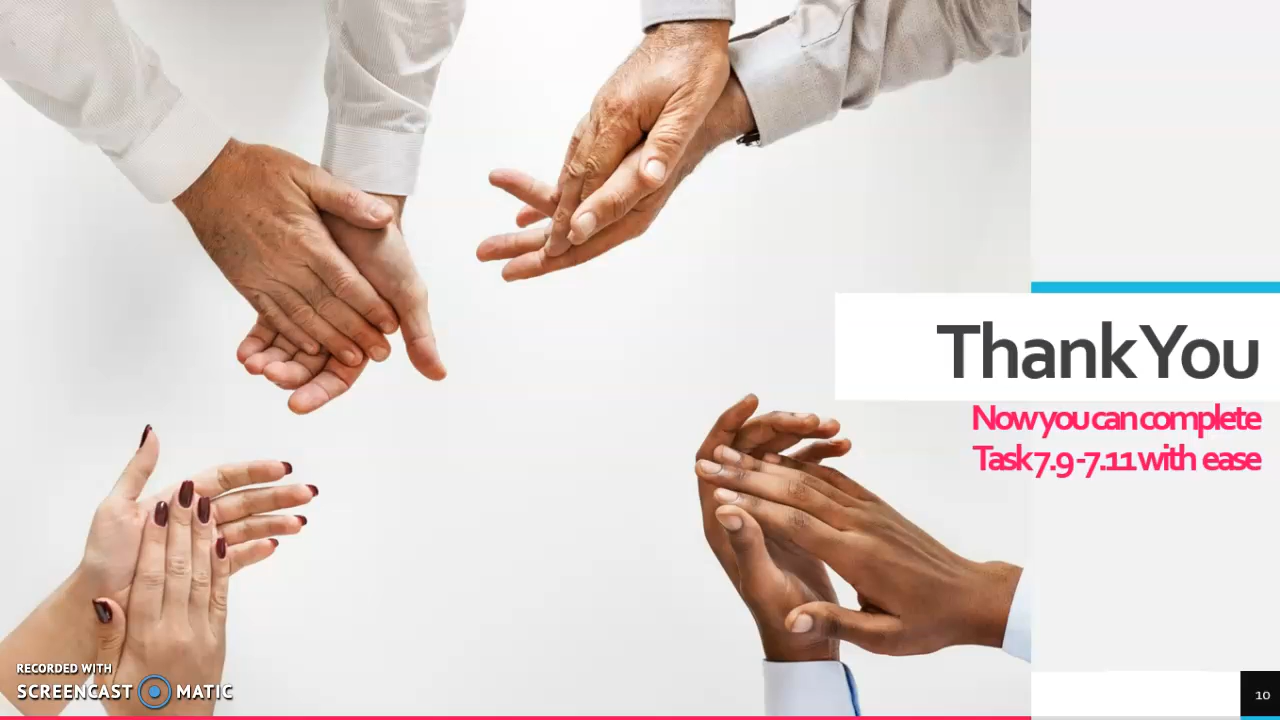 Thank You
Now you can complete
Task 7.9 -7.11 with ease
RECORDED WITH
SCREENCAST MATIC
10